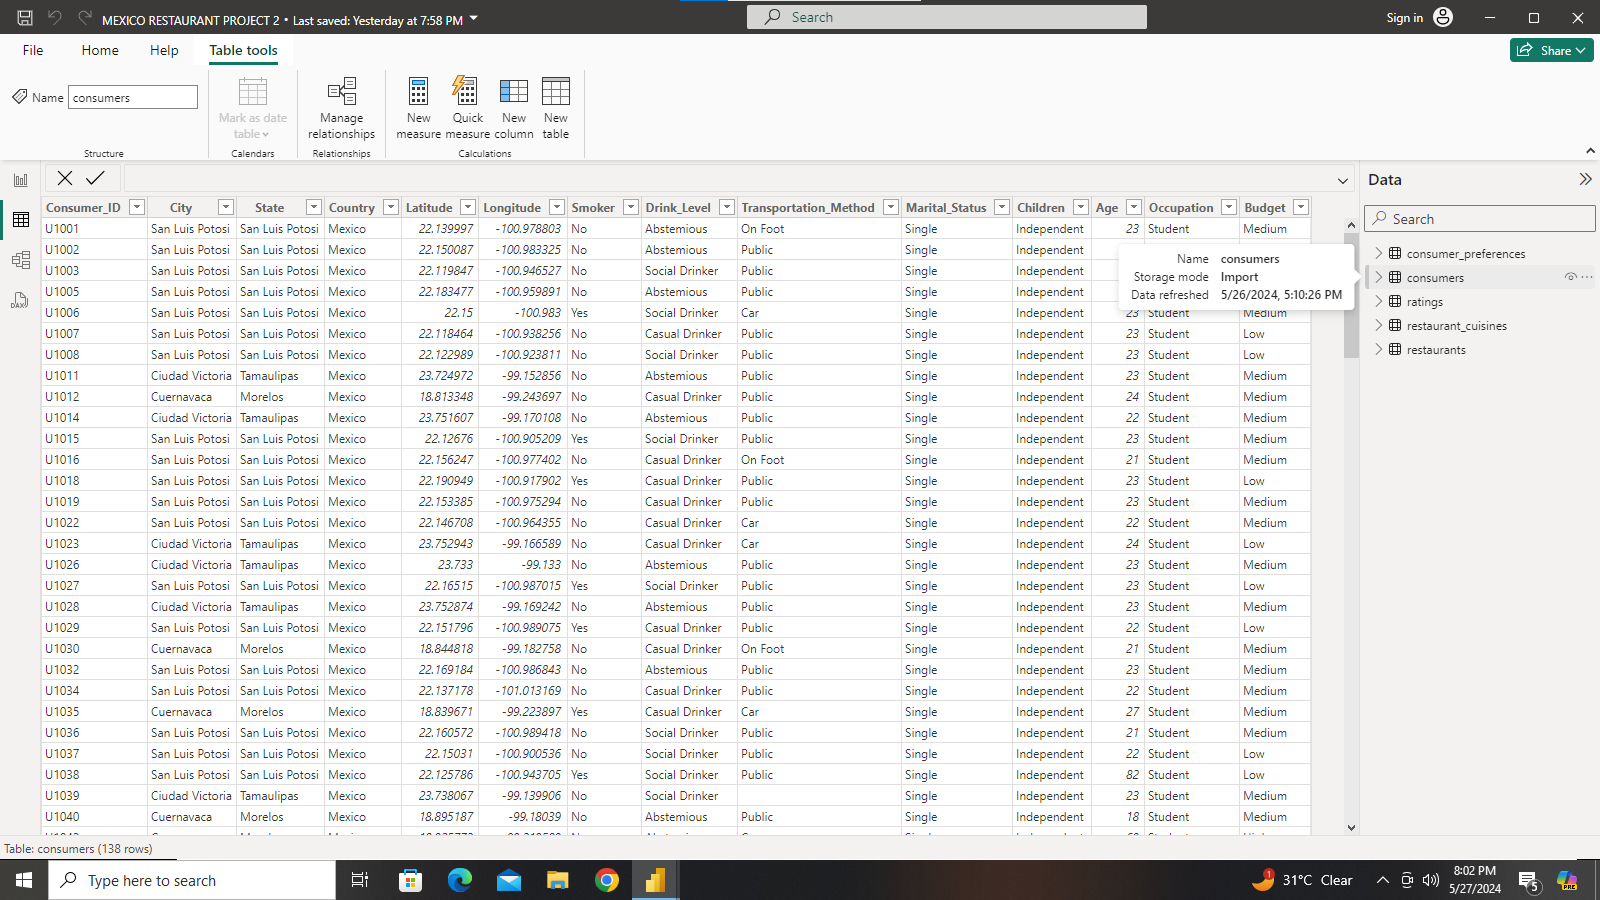 MEXICO RESTAURANT PROJECT 2 • Last saved: Yesterday at 7:58 PM
Search
Sign in
File
Home
Help
Table tools
Share
Name
consumers
Mark as date table
Manage relationships
New measure
Quick measure
New column
New table
Structure
Calendars
Relationships
Calculations
Data
Search
consumer_preferences
consumers
ratings
restaurant_cuisines
restaurants
Name consumers
Storage mode Import
Data refreshed 5/26/2024, 5:10:26 PM
Consumer_ID City State Country Latitude Longitude Smoker Drink_Level Transportation_Method Marital_Status Children Age Occupation Budget
U1001 San Luis Potosi San Luis Potosi Mexico 22.139997 -100.978803 No Abstemious On Foot Single Independent 23 Student Medium
U1002 San Luis Potosi San Luis Potosi Mexico 22.150087 -100.983325 No Abstemious Public Single Independent
U1003 San Luis Potosi San Luis Potosi Mexico 22.119847 -100.946527 No Social Drinker Public Single Independent
U1005 San Luis Potosi San Luis Potosi Mexico 22.183477 -100.959891 No Abstemious Public Single Independent
U1006 San Luis Potosi San Luis Potosi Mexico 22.15 -100.983 Yes Social Drinker Car Single Independent 23 Student Medium
U1007 San Luis Potosi San Luis Potosi Mexico 22.118464 -100.938256 No Casual Drinker Public Single Independent 23 Student Low
U1008 San Luis Potosi San Luis Potosi Mexico 22.122989 -100.923811 No Social Drinker Public Single Independent 23 Student Low
U1011 Ciudad Victoria Tamaulipas Mexico 23.724972 -99.152856 No Abstemious Public Single Independent 23 Student Medium
U1012 Cuernavaca Morelos Mexico 18.813348 -99.243697 No Casual Drinker Public Single Independent 24 Student Medium
U1014 Ciudad Victoria Tamaulipas Mexico 23.751607 -99.170108 No Abstemious Public Single Independent 22 Student Medium
U1015 San Luis Potosi San Luis Potosi Mexico 22.12676 -100.905209 Yes Social Drinker Public Single Independent 23 Student Medium
U1016 San Luis Potosi San Luis Potosi Mexico 22.156247 -100.977402 No Casual Drinker On Foot Single Independent 21 Student Medium
U1018 San Luis Potosi San Luis Potosi Mexico 22.190949 -100.917902 Yes Casual Drinker Public Single Independent 23 Student Low
U1019 San Luis Potosi San Luis Potosi Mexico 22.153385 -100.975294 No Casual Drinker Public Single Independent 23 Student Medium
U1022 San Luis Potosi San Luis Potosi Mexico 22.146708 -100.964355 No Casual Drinker Car Single Independent 22 Student Medium
U1023 Ciudad Victoria Tamaulipas Mexico 23.752943 -99.166589 No Casual Drinker Car Single Independent 24 Student Low
U1026 Ciudad Victoria Tamaulipas Mexico 23.733 -99.133 No Abstemious Public Single Independent 23 Student Medium
U1027 San Luis Potosi San Luis Potosi Mexico 22.16515 -100.987015 Yes Social Drinker Public Single Independent 23 Student Low
U1028 Ciudad Victoria Tamaulipas Mexico 23.752874 -99.169242 No Abstemious Public Single Independent 23 Student Medium
U1029 San Luis Potosi San Luis Potosi Mexico 22.151796 -100.989075 Yes Casual Drinker Public Single Independent 22 Student Low
U1030 Cuernavaca Morelos Mexico 18.844818 -99.182758 No Casual Drinker On Foot Single Independent 21 Student Medium
U1032 San Luis Potosi San Luis Potosi Mexico 22.169184 -100.986843 No Abstemious Public Single Independent 23 Student Medium
U1034 San Luis Potosi San Luis Potosi Mexico 22.137178 -101.013169 No Casual Drinker Public Single Independent 22 Student Medium
U1035 Cuernavaca Morelos Mexico 18.839671 -99.223897 Yes Casual Drinker Car Single Independent 27 Student Medium
U1036 San Luis Potosi San Luis Potosi Mexico 22.160572 -100.989418 No Social Drinker Public Single Independent 21 Student Medium
U1037 San Luis Potosi San Luis Potosi Mexico 22.15031 -100.900536 No Social Drinker Public Single Independent 22 Student Low
U1038 San Luis Potosi San Luis Potosi Mexico 22.125786 -100.943705 Yes Social Drinker Public Single Independent 82 Student Low
U1039 Ciudad Victoria Tamaulipas Mexico 23.738067 -99.139906 No Social Drinker Single Independent 23 Student Medium
U1040 Cuernavaca Morelos Mexico 18.895187 -99.18039 No Abstemious Public Single Independent 18 Student Medium
Table: consumers (138 rows)
Type here to search
1
31°C Clear
8:02 PM
5/27/2024
5
PRE